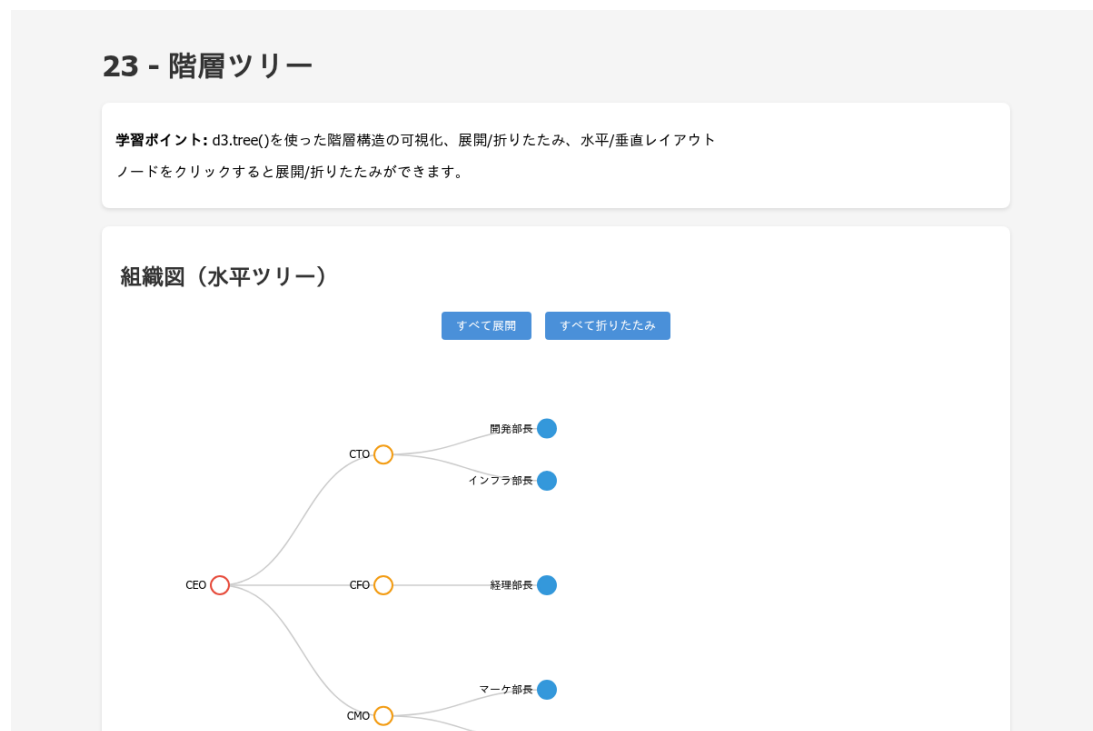 23 - 階層ツリー
学習ポイント: d3.tree()を使った階層構造の可視化、展開/折りたたみ、水平/垂直レイアウト
ノードをクリックすると展開/折りたたみができます。
組織図（水平ツリー）
すべて展開 すべて折りたたみ
開発部長
CTO
インフラ部長
CEO CFO 経理部長
マーケ部長
CMO